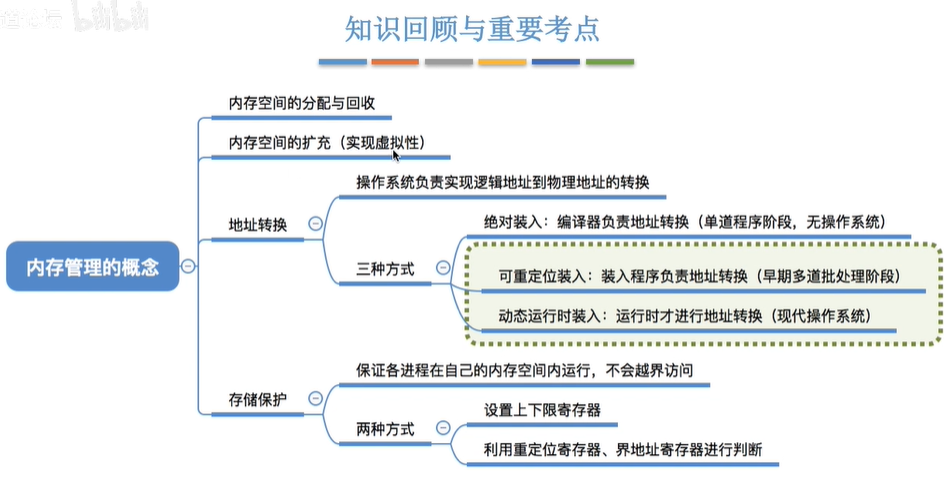 bilibili
知识回顾与重要考点
内存管理的概念
内存空间的分配与回收
内存空间的扩充（实现虚拟性）
地址转换
操作系统负责实现逻辑地址到物理地址的转换
三种方式
绝对装入：编译器负责地址转换（单道程序阶段，无操作系统）
可重定位装入：装入程序负责地址转换（早期多道批处理阶段）
动态运行时装入：运行时才进行地址转换（现代操作系统）
存储保护
保证各进程在自己的内存空间内运行，不会越界访问
两种方式
设置上下限寄存器
利用重定位寄存器、界地址寄存器进行判断